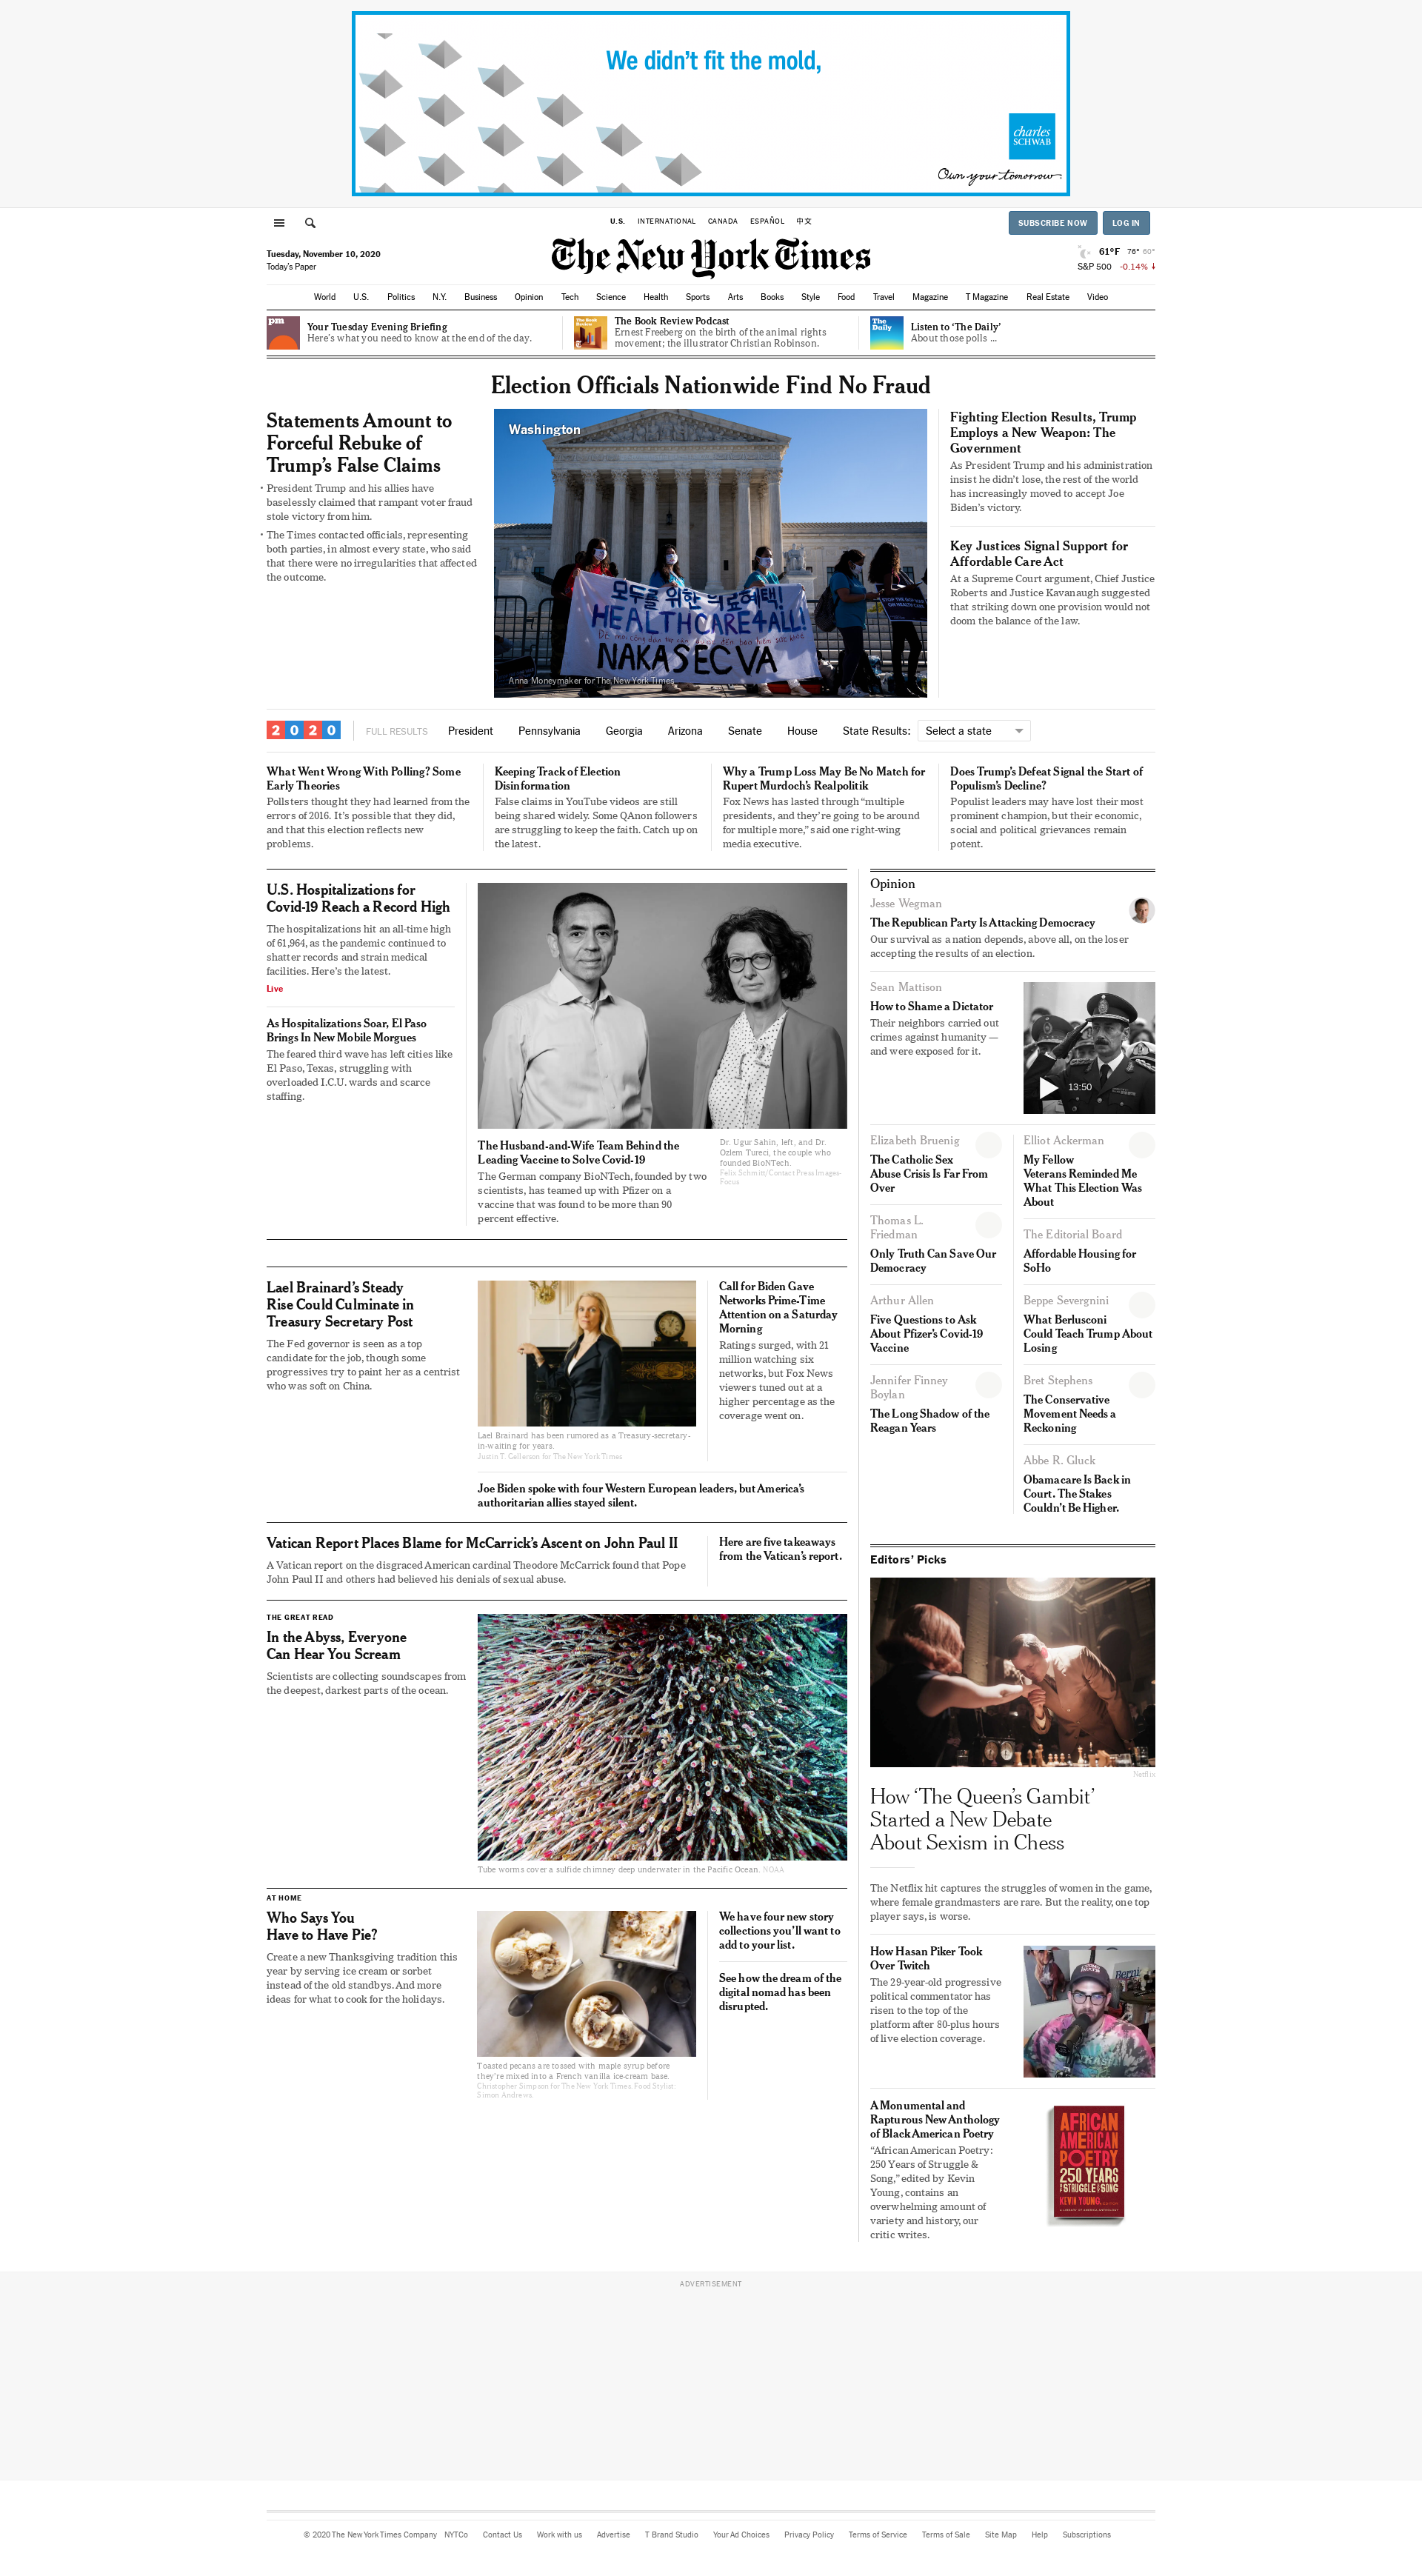 We didn't fit the mold,
charles
SCHWAB
Own your tomorrow.
U.S. INTERNATIONAL CANADA ESPAÑOL 中文
SUBSCRIBE NOW LOG IN
Tuesday, November 10, 2020
Today's Paper
The New York Times
61°F 76° 60°
S&P 500 -0.14%
World U.S. Politics N.Y. Business Opinion Tech Science Health Sports Arts Books Style Food Travel Magazine T Magazine Real Estate Video
pm
Your Tuesday Evening Briefing
Here's what you need to know at the end of the day.
The Book Review
The Book Review Podcast
Ernest Freeberg on the birth of the animal rights
movement; the illustrator Christian Robinson.
The Daily
Listen to 'The Daily'
About those polls ...
Election Officials Nationwide Find No Fraud
Statements Amount to
Forceful Rebuke of
Trump's False Claims
• President Trump and his allies have
baselessly claimed that rampant voter fraud
stole victory from him.
• The Times contacted officials, representing
both parties, in almost every state, who said
that there were no irregularities that affected
the outcome.
Washington
모두를 위한 의료혜택!
HEALTHCARE 4 ALL!
NAKASEC VA
Anna Moneymaker for The New York Times
Fighting Election Results, Trump
Employs a New Weapon: The
Government
As President Trump and his administration
insist he didn't lose, the rest of the world
has increasingly moved to accept Joe
Biden's victory.
Key Justices Signal Support for
Affordable Care Act
At a Supreme Court argument, Chief Justice
Roberts and Justice Kavanaugh suggested
that striking down one provision would not
doom the balance of the law.
2020 FULL RESULTS President Pennsylvania Georgia Arizona Senate House State Results: Select a state
What Went Wrong With Polling? Some
Early Theories
Pollsters thought they had learned from the
errors of 2016. It's possible that they did,
and that this election reflects new
problems.
Keeping Track of Election
Disinformation
False claims in YouTube videos are still
being shared widely. Some QAnon followers
are struggling to keep the faith. Catch up on
the latest.
Why a Trump Loss May Be No Match for
Rupert Murdoch's Realpolitik
Fox News has lasted through "multiple
presidents, and they're going to be around
for multiple more," said one right-wing
media executive.
Does Trump's Defeat Signal the Start of
Populism's Decline?
Populist leaders may have lost their most
prominent champion, but their economic,
social and political grievances remain
potent.
U.S. Hospitalizations for
Covid-19 Reach a Record High
The hospitalizations hit an all-time high
of 61,964, as the pandemic continued to
shatter records and strain medical
facilities. Here's the latest.
Live
As Hospitalizations Soar, El Paso
Brings In New Mobile Morgues
The feared third wave has left cities like
El Paso, Texas, struggling with
overloaded I.C.U. wards and scarce
staffing.
The Husband-and-Wife Team Behind the
Leading Vaccine to Solve Covid-19
The German company BioNTech, founded by two
scientists, has teamed up with Pfizer on a
vaccine that was found to be more than 90
percent effective.
Dr. Ugur Sahin, left, and Dr.
Ozlem Tureci, the couple who
founded BioNTech.
Felix Schmitt/Contact Press Images-
Focus
Lael Brainard's Steady
Rise Could Culminate in
Treasury Secretary Post
The Fed governor is seen as a top
candidate for the job, though some
progressives try to paint her as a centrist
who was soft on China.
Lael Brainard has been rumored as a Treasury-secretary-
in-waiting for years.
Justin T. Gellerson for The New York Times
Call for Biden Gave
Networks Prime-Time
Attention on a Saturday
Morning
Ratings surged, with 21
million watching six
networks, but Fox News
viewers tuned out at a
higher percentage as the
coverage went on.
Joe Biden spoke with four Western European leaders, but America's
authoritarian allies stayed silent.
Vatican Report Places Blame for McCarrick's Ascent on John Paul II
A Vatican report on the disgraced American cardinal Theodore McCarrick found that Pope
John Paul II and others had believed his denials of sexual abuse.
Here are five takeaways
from the Vatican's report.
THE GREAT READ
In the Abyss, Everyone
Can Hear You Scream
Scientists are collecting soundscapes from
the deepest, darkest parts of the ocean.
Tube worms cover a sulfide chimney deep underwater in the Pacific Ocean. NOAA
AT HOME
Who Says You
Have to Have Pie?
Create a new Thanksgiving tradition this
year by serving ice cream or sorbet
instead of the old standbys. And more
ideas for what to cook for the holidays.
Toasted pecans are tossed with maple syrup before
they're mixed into a French vanilla ice-cream base.
Christopher Simpson for The New York Times. Food Stylist:
Simon Andrews.
We have four new story
collections you'll want to
add to your list.
See how the dream of the
digital nomad has been
disrupted.
Opinion
Jesse Wegman
The Republican Party Is Attacking Democracy
Our survival as a nation depends, above all, on the loser
accepting the results of an election.
Sean Mattison
How to Shame a Dictator
Their neighbors carried out
crimes against humanity —
and were exposed for it.
13:50
Elizabeth Bruenig
The Catholic Sex
Abuse Crisis Is Far From
Over
Thomas L.
Friedman
Only Truth Can Save Our
Democracy
Arthur Allen
Five Questions to Ask
About Pfizer's Covid-19
Vaccine
Jennifer Finney
Boylan
The Long Shadow of the
Reagan Years
Elliot Ackerman
My Fellow
Veterans Reminded Me
What This Election Was
About
The Editorial Board
Affordable Housing for
SoHo
Beppe Severgnini
What Berlusconi
Could Teach Trump About
Losing
Bret Stephens
The Conservative
Movement Needs a
Reckoning
Abbe R. Gluck
Obamacare Is Back in
Court. The Stakes
Couldn't Be Higher.
Editors' Picks
Netflix
How 'The Queen's Gambit'
Started a New Debate
About Sexism in Chess
The Netflix hit captures the struggles of women in the game,
where female grandmasters are rare. But the reality, one top
player says, is worse.
How Hasan Piker Took
Over Twitch
The 29-year-old progressive
political commentator has
risen to the top of the
platform after 80-plus hours
of live election coverage.
Bernie
A Monumental and
Rapturous New Anthology
of Black American Poetry
"African American Poetry:
250 Years of Struggle &
Song," edited by Kevin
Young, contains an
overwhelming amount of
variety and history, our
critic writes.
AFRICAN
AMERICAN
POETRY
250 YEARS
OF STRUGGLE & SONG
KEVIN YOUNG, EDITOR
ADVERTISEMENT
© 2020 The New York Times Company NYTCo Contact Us Work with us Advertise T Brand Studio Your Ad Choices Privacy Policy Terms of Service Terms of Sale Site Map Help Subscriptions